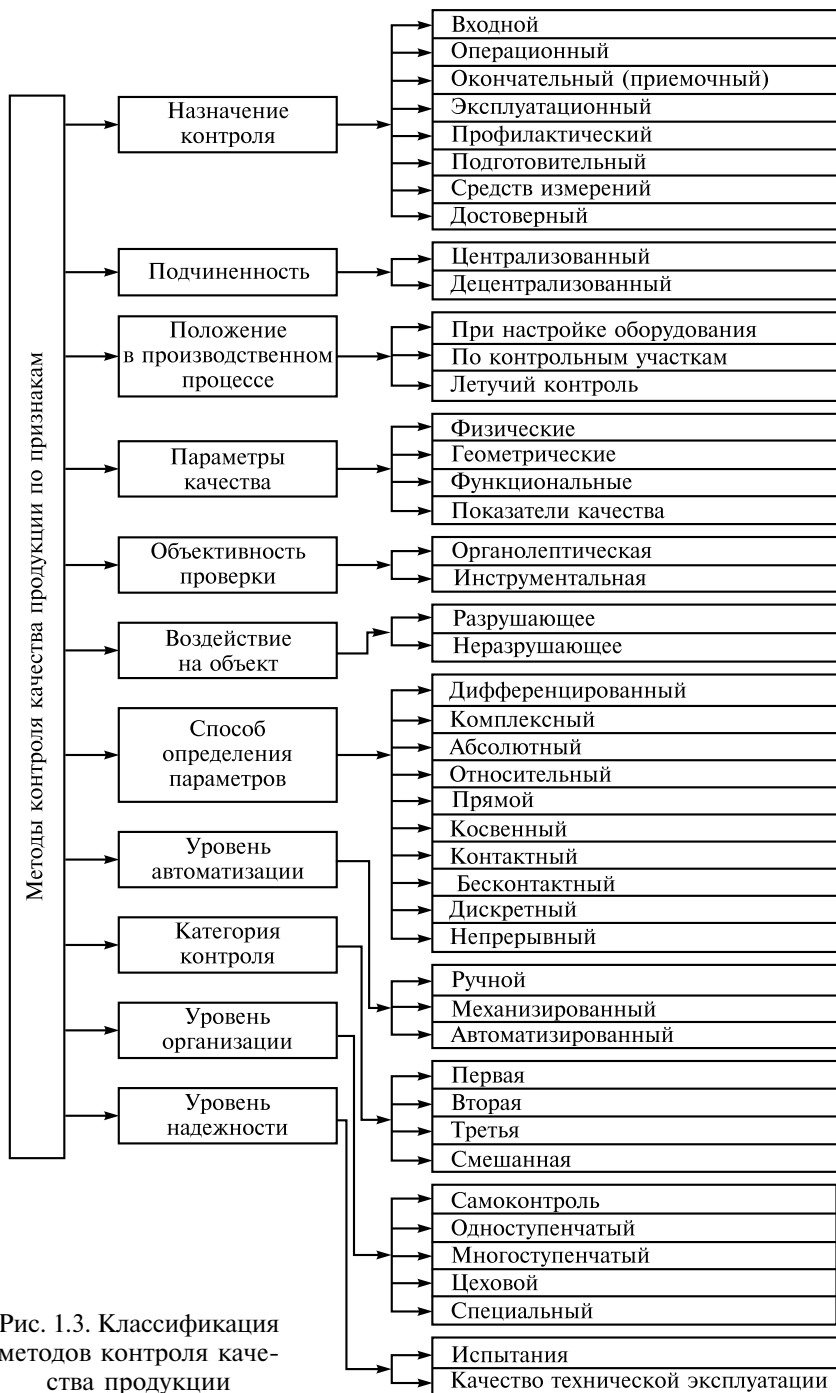 Методы контроля качества продукции по признакам
Назначение
контроля
Входной
Операционный
Окончательный (приемочный)
Эксплуатационный
Профилактический
Подготовительный
Средств измерений
Достоверный
Подчиненность
Централизованный
Децентрализованный
Положение
в производственном
процессе
При настройке оборудования
По контрольным участкам
Летучий контроль
Параметры
качества
Физические
Геометрические
Функциональные
Показатели качества
Объективность
проверки
Органолептическая
Инструментальная
Воздействие
на объект
Разрушающее
Неразрушающее
Способ
определения
параметров
Дифференцированный
Комплексный
Абсолютный
Относительный
Прямой
Косвенный
Контактный
Бесконтактный
Дискретный
Непрерывный
Уровень
автоматизации
Ручной
Механизированный
Автоматизированный
Категория
контроля
Первая
Вторая
Третья
Смешанная
Уровень
организации
Самоконтроль
Одноступенчатый
Многоступенчатый
Цеховой
Специальный
Уровень
надежности
Испытания
Качество технической эксплуатации
Рис. 1.3. Классификация
методов контроля каче-
ства продукции